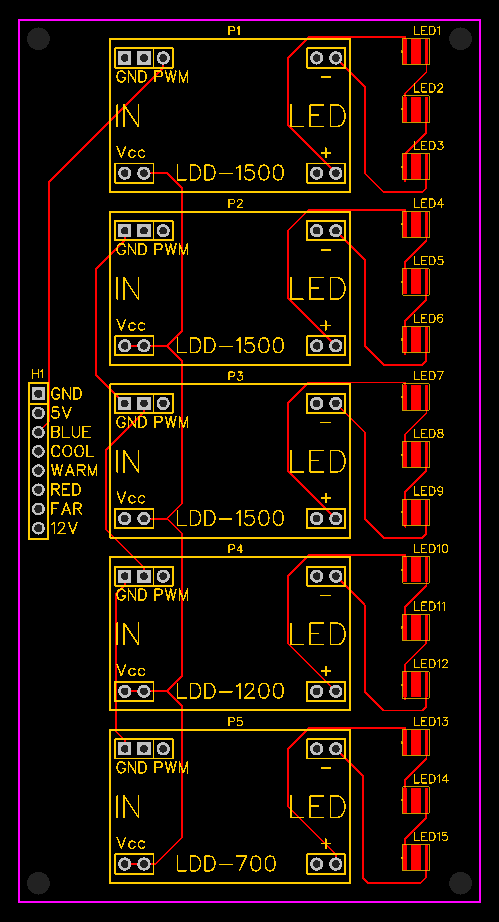 P1
LED1
GND PWM
−
LED2
IN
LED
LED3
Vcc
+
LDD-1500
P2
LED4
GND PWM
−
LED5
IN
LED
LED6
Vcc
+
LDD-1500
P3
LED7
H1
GND
5V
BLUE
COOL
WARM
RED
FAR
12V
GND PWM
−
LED8
IN
LED
LED9
Vcc
+
LDD-1500
P4
LED10
GND PWM
−
LED11
IN
LED
LED12
Vcc
+
LDD-1200
P5
LED13
GND PWM
−
LED14
IN
LED
LED15
Vcc
+
LDD-700